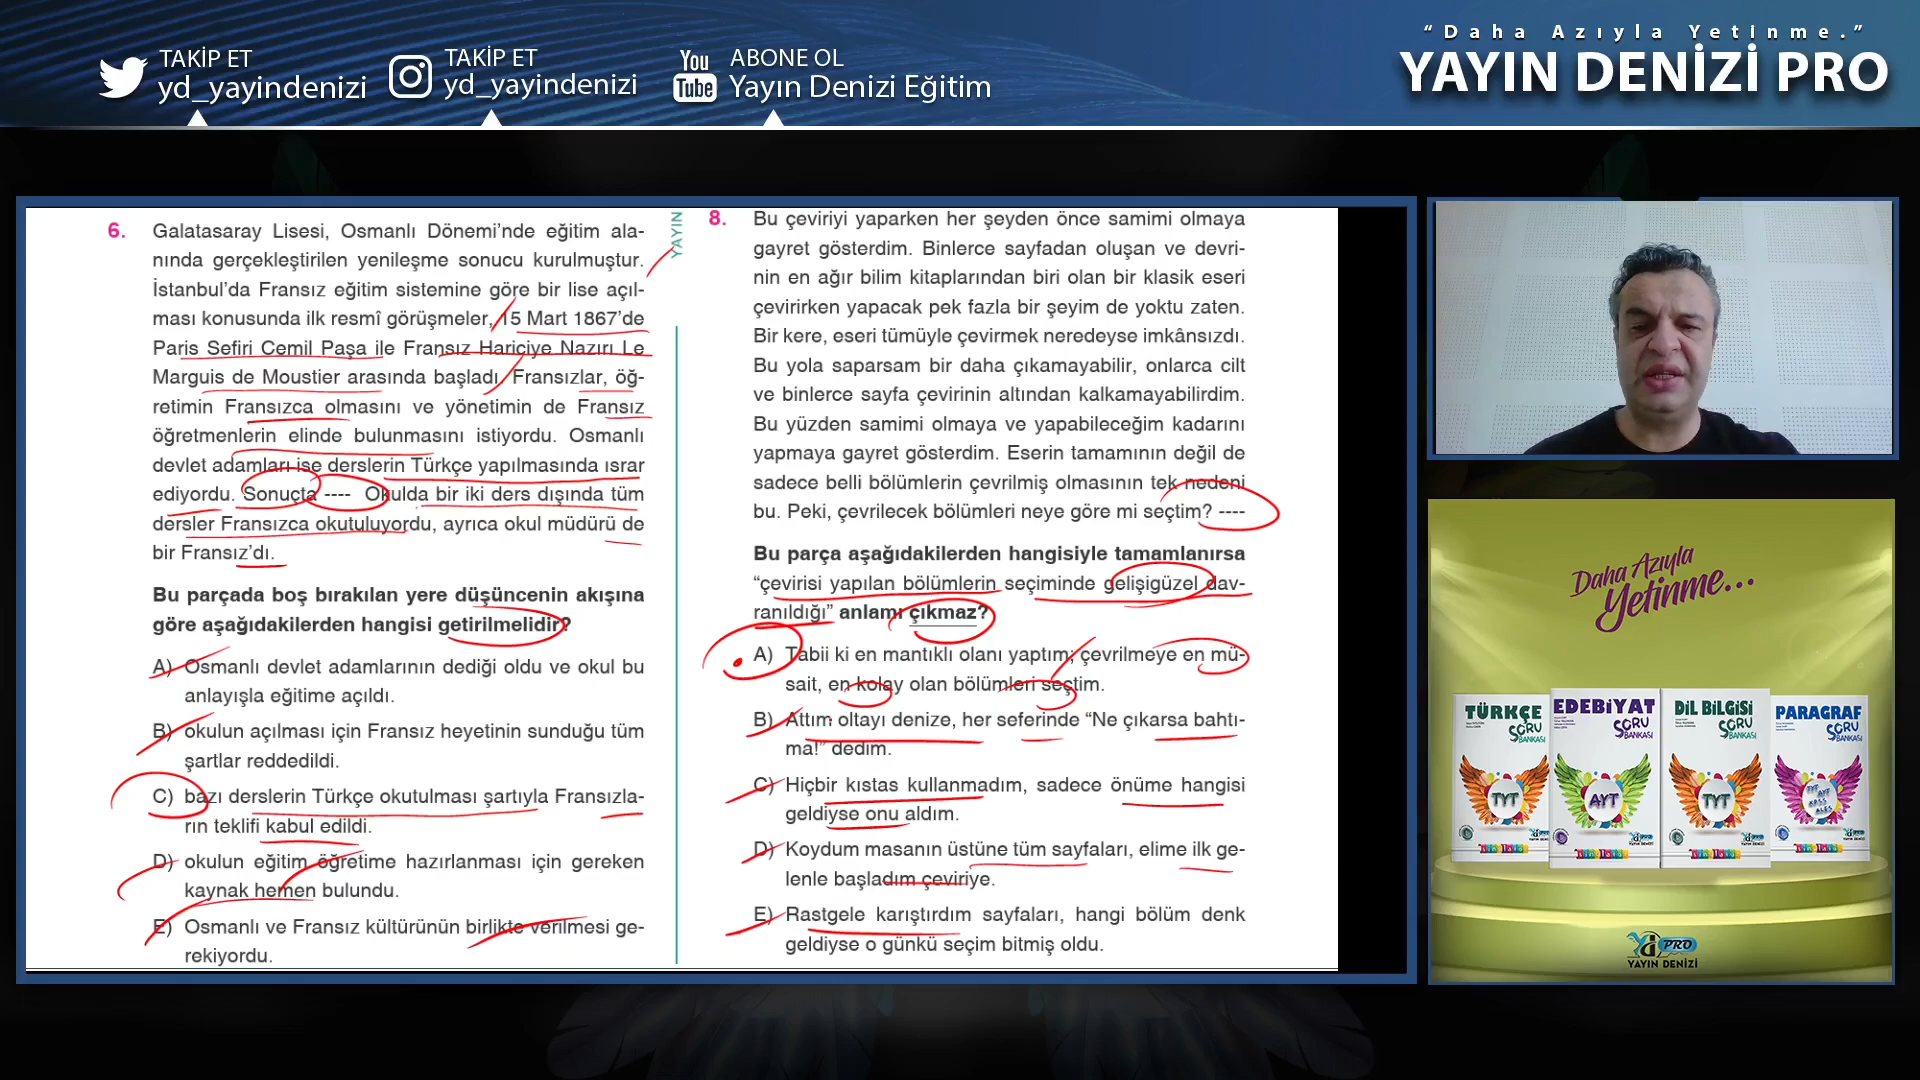 TAKİP ET
yd_yayindenizi
TAKİP ET
yd_yayindenizi
You
Tube
ABONE OL
Yayın Denizi Eğitim
“Daha Azıyla Yetinme.”
YAYIN DENİZİ PRO
6. Galatasaray Lisesi, Osmanlı Dönemi’nde eğitim ala-
nında gerçekleştirilen yenileşme sonucu kurulmuştur.
İstanbul’da Fransız eğitim sistemine göre bir lise açıl-
ması konusunda ilk resmî görüşmeler, 15 Mart 1867’de
Paris Sefiri Cemil Paşa ile Fransız Hariciye Nazırı Le
Marguis de Moustier arasında başladı. Fransızlar, öğ-
retimin Fransızca olmasını ve yönetimin de Fransız
öğretmenlerin elinde bulunmasını istiyordu. Osmanlı
devlet adamları ise derslerin Türkçe yapılmasında ısrar
ediyordu. Sonuçta ---- Okulda bir iki ders dışında tüm
dersler Fransızca okutuluyordu, ayrıca okul müdürü de
bir Fransız’dı.
Bu parçada boş bırakılan yere düşüncenin akışına
göre aşağıdakilerden hangisi getirilmelidir?
A) Osmanlı devlet adamlarının dediği oldu ve okul bu
anlayışla eğitime açıldı.
B) okulun açılması için Fransız heyetinin sunduğu tüm
şartlar reddedildi.
C) bazı derslerin Türkçe okutulması şartıyla Fransızla-
rın teklifi kabul edildi.
D) okulun eğitim öğretime hazırlanması için gereken
kaynak hemen bulundu.
E) Osmanlı ve Fransız kültürünün birlikte verilmesi ge-
rekiyordu.
YAYIN
8. Bu çeviriyi yaparken her şeyden önce samimi olmaya
gayret gösterdim. Binlerce sayfadan oluşan ve devri-
nin en ağır bilim kitaplarından biri olan bir klasik eseri
çevirirken yapacak pek fazla bir şeyim de yoktu zaten.
Bir kere, eseri tümüyle çevirmek neredeyse imkânsızdı.
Bu yola saparsam bir daha çıkamayabilir, onlarca cilt
ve binlerce sayfa çevirinin altından kalkamayabilirdim.
Bu yüzden samimi olmaya ve yapabileceğim kadarını
yapmaya gayret gösterdim. Eserin tamamının değil de
sadece belli bölümlerin çevrilmiş olmasının tek nedeni
bu. Peki, çevrilecek bölümleri neye göre mi seçtim? ----
Bu parça aşağıdakilerden hangisiyle tamamlanırsa
“çevirisi yapılan bölümlerin seçiminde gelişigüzel dav-
ranıldığı” anlamı çıkmaz?
A) Tabii ki en mantıklı olanı yaptım; çevrilmeye en mü-
sait, en kolay olan bölümleri seçtim.
B) Attım oltayı denize, her seferinde “Ne çıkarsa bahtı-
ma!” dedim.
C) Hiçbir kıstas kullanmadım, sadece önüme hangisi
geldiyse onu aldım.
D) Koydum masanın üstüne tüm sayfaları, elime ilk ge-
lenle başladım çeviriye.
E) Rastgele karıştırdım sayfaları, hangi bölüm denk
geldiyse o günkü seçim bitmiş oldu.
Daha Azıyla
Yetinme...
TÜRKÇE
SORU
BANKASI
TYT
EDEBİYAT
SORU
BANKASI
AYT
DİL BİLGİSİ
SORU
BANKASI
TYT
PARAGRAF
SORU
BANKASI
PRO
YAYIN DENİZİ